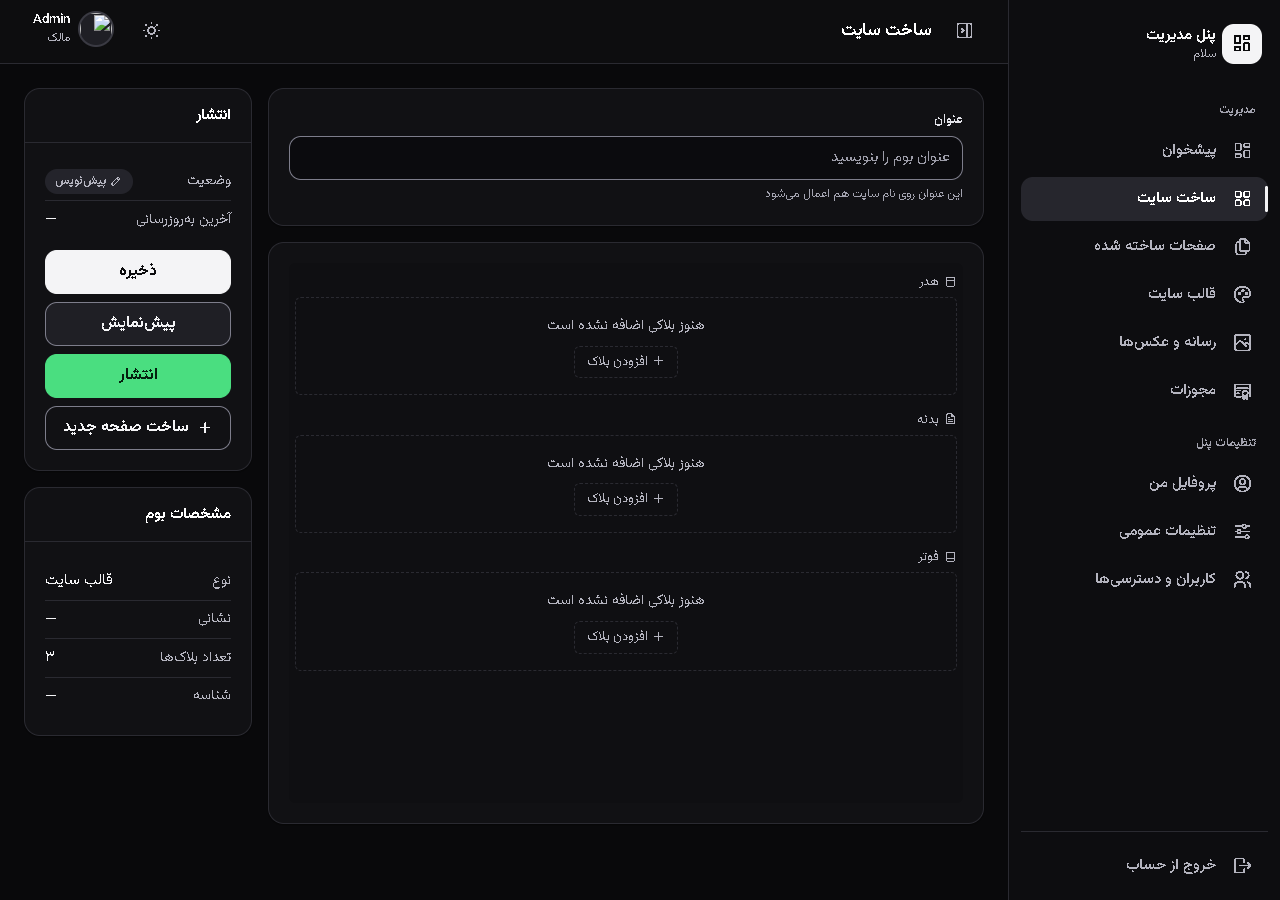 پنل مدیریت
سلام
مدیریت
پیشخوان
ساخت سایت
صفحات ساخته شده
قالب سایت
رسانه و عکس‌ها
مجوزات
تنظیمات پنل
پروفایل من
تنظیمات عمومی
کاربران و دسترسی‌ها
خروج از حساب
ساخت سایت
Admin
مالک
عنوان
عنوان بوم را بنویسید
این عنوان روی نام سایت هم اعمال می‌شود
هدر
هنوز بلاکی اضافه نشده است
+ افزودن بلاک
بدنه
هنوز بلاکی اضافه نشده است
+ افزودن بلاک
فوتر
هنوز بلاکی اضافه نشده است
+ افزودن بلاک
انتشار
وضعیت پیش‌نویس
آخرین به‌روزرسانی —
ذخیره
پیش‌نمایش
انتشار
+ ساخت صفحه جدید
مشخصات بوم
نوع قالب سایت
نشانی —
تعداد بلاک‌ها ۳
شناسه —